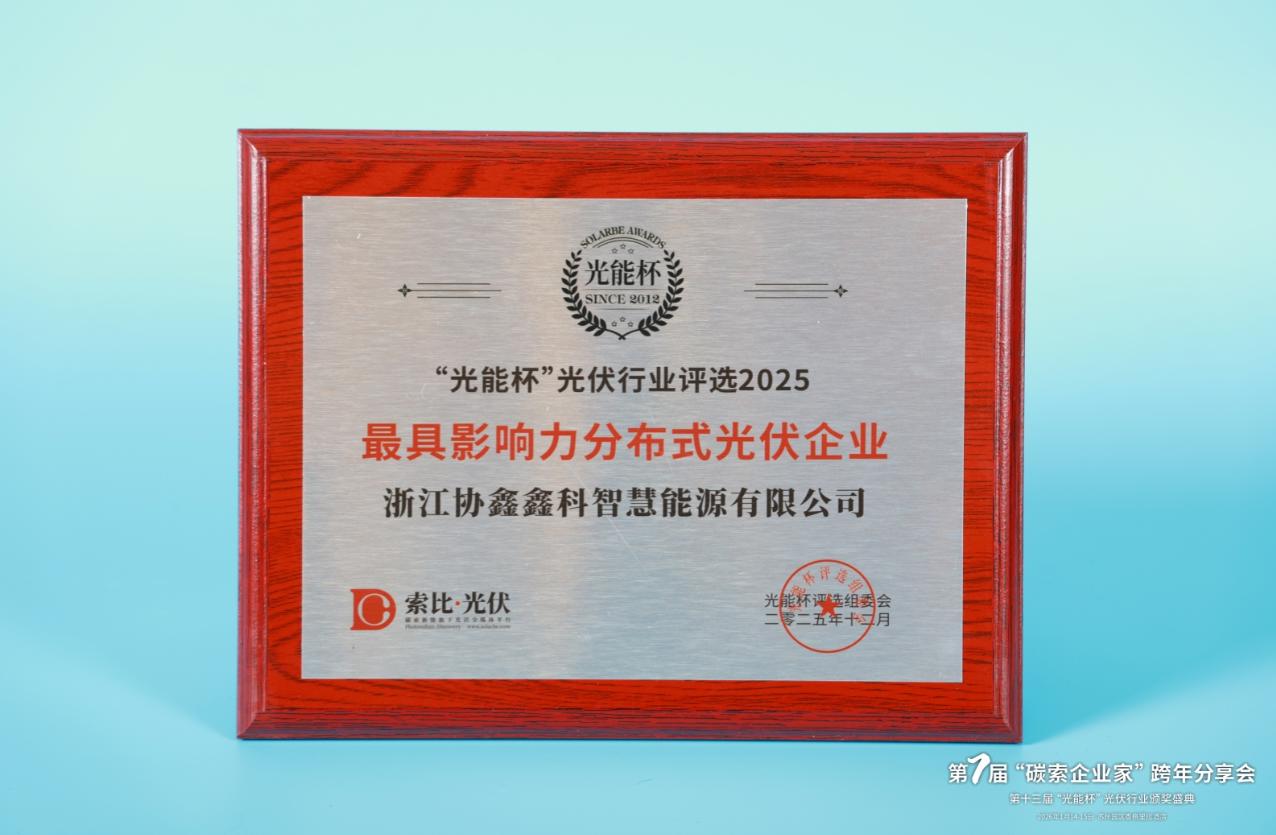 SOLARBE AWARDS
光能杯
SINCE 2012
“光能杯”光伏行业评选2025
最具影响力分布式光伏企业
浙江协鑫鑫科智慧能源有限公司
索比·光伏
光能杯评选组委会
二零二五年十二月
第7届“碳索企业家”跨年分享会
第十三届“光能杯”光伏行业颁奖盛典